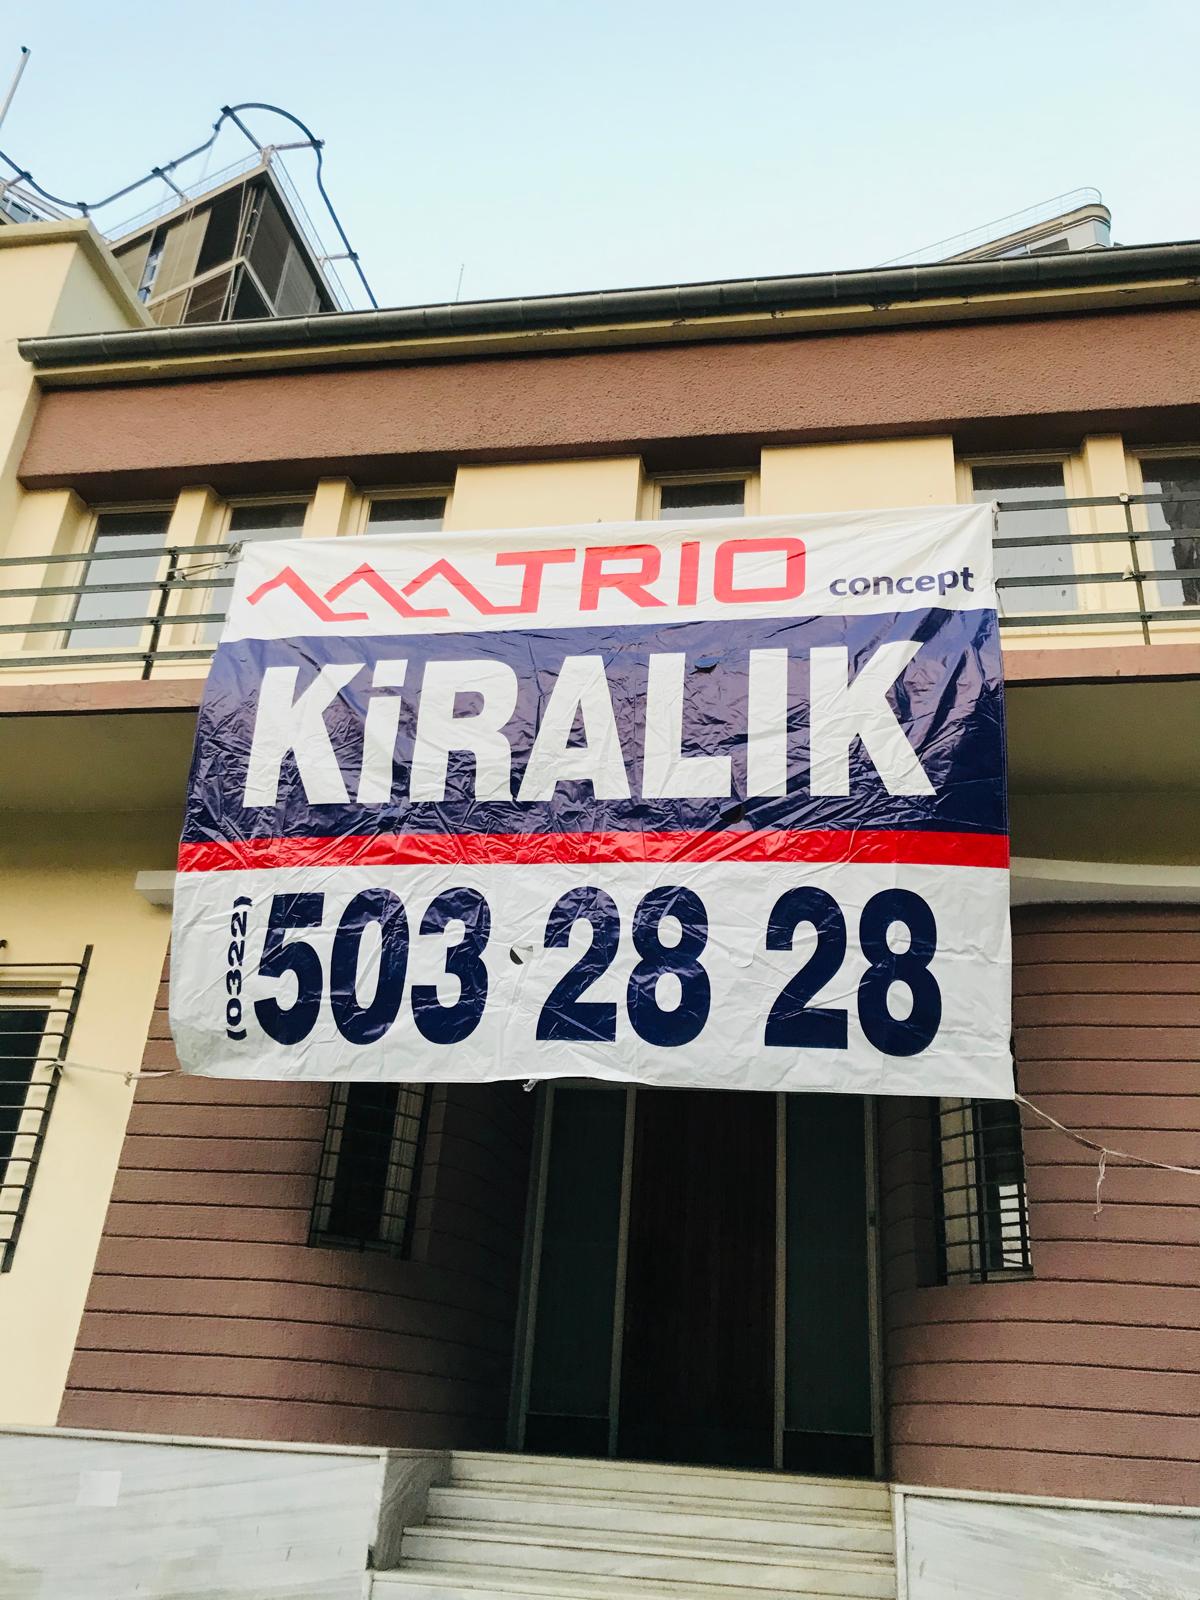 TRIO concept
KiRALIK
(0322) 503 28 28